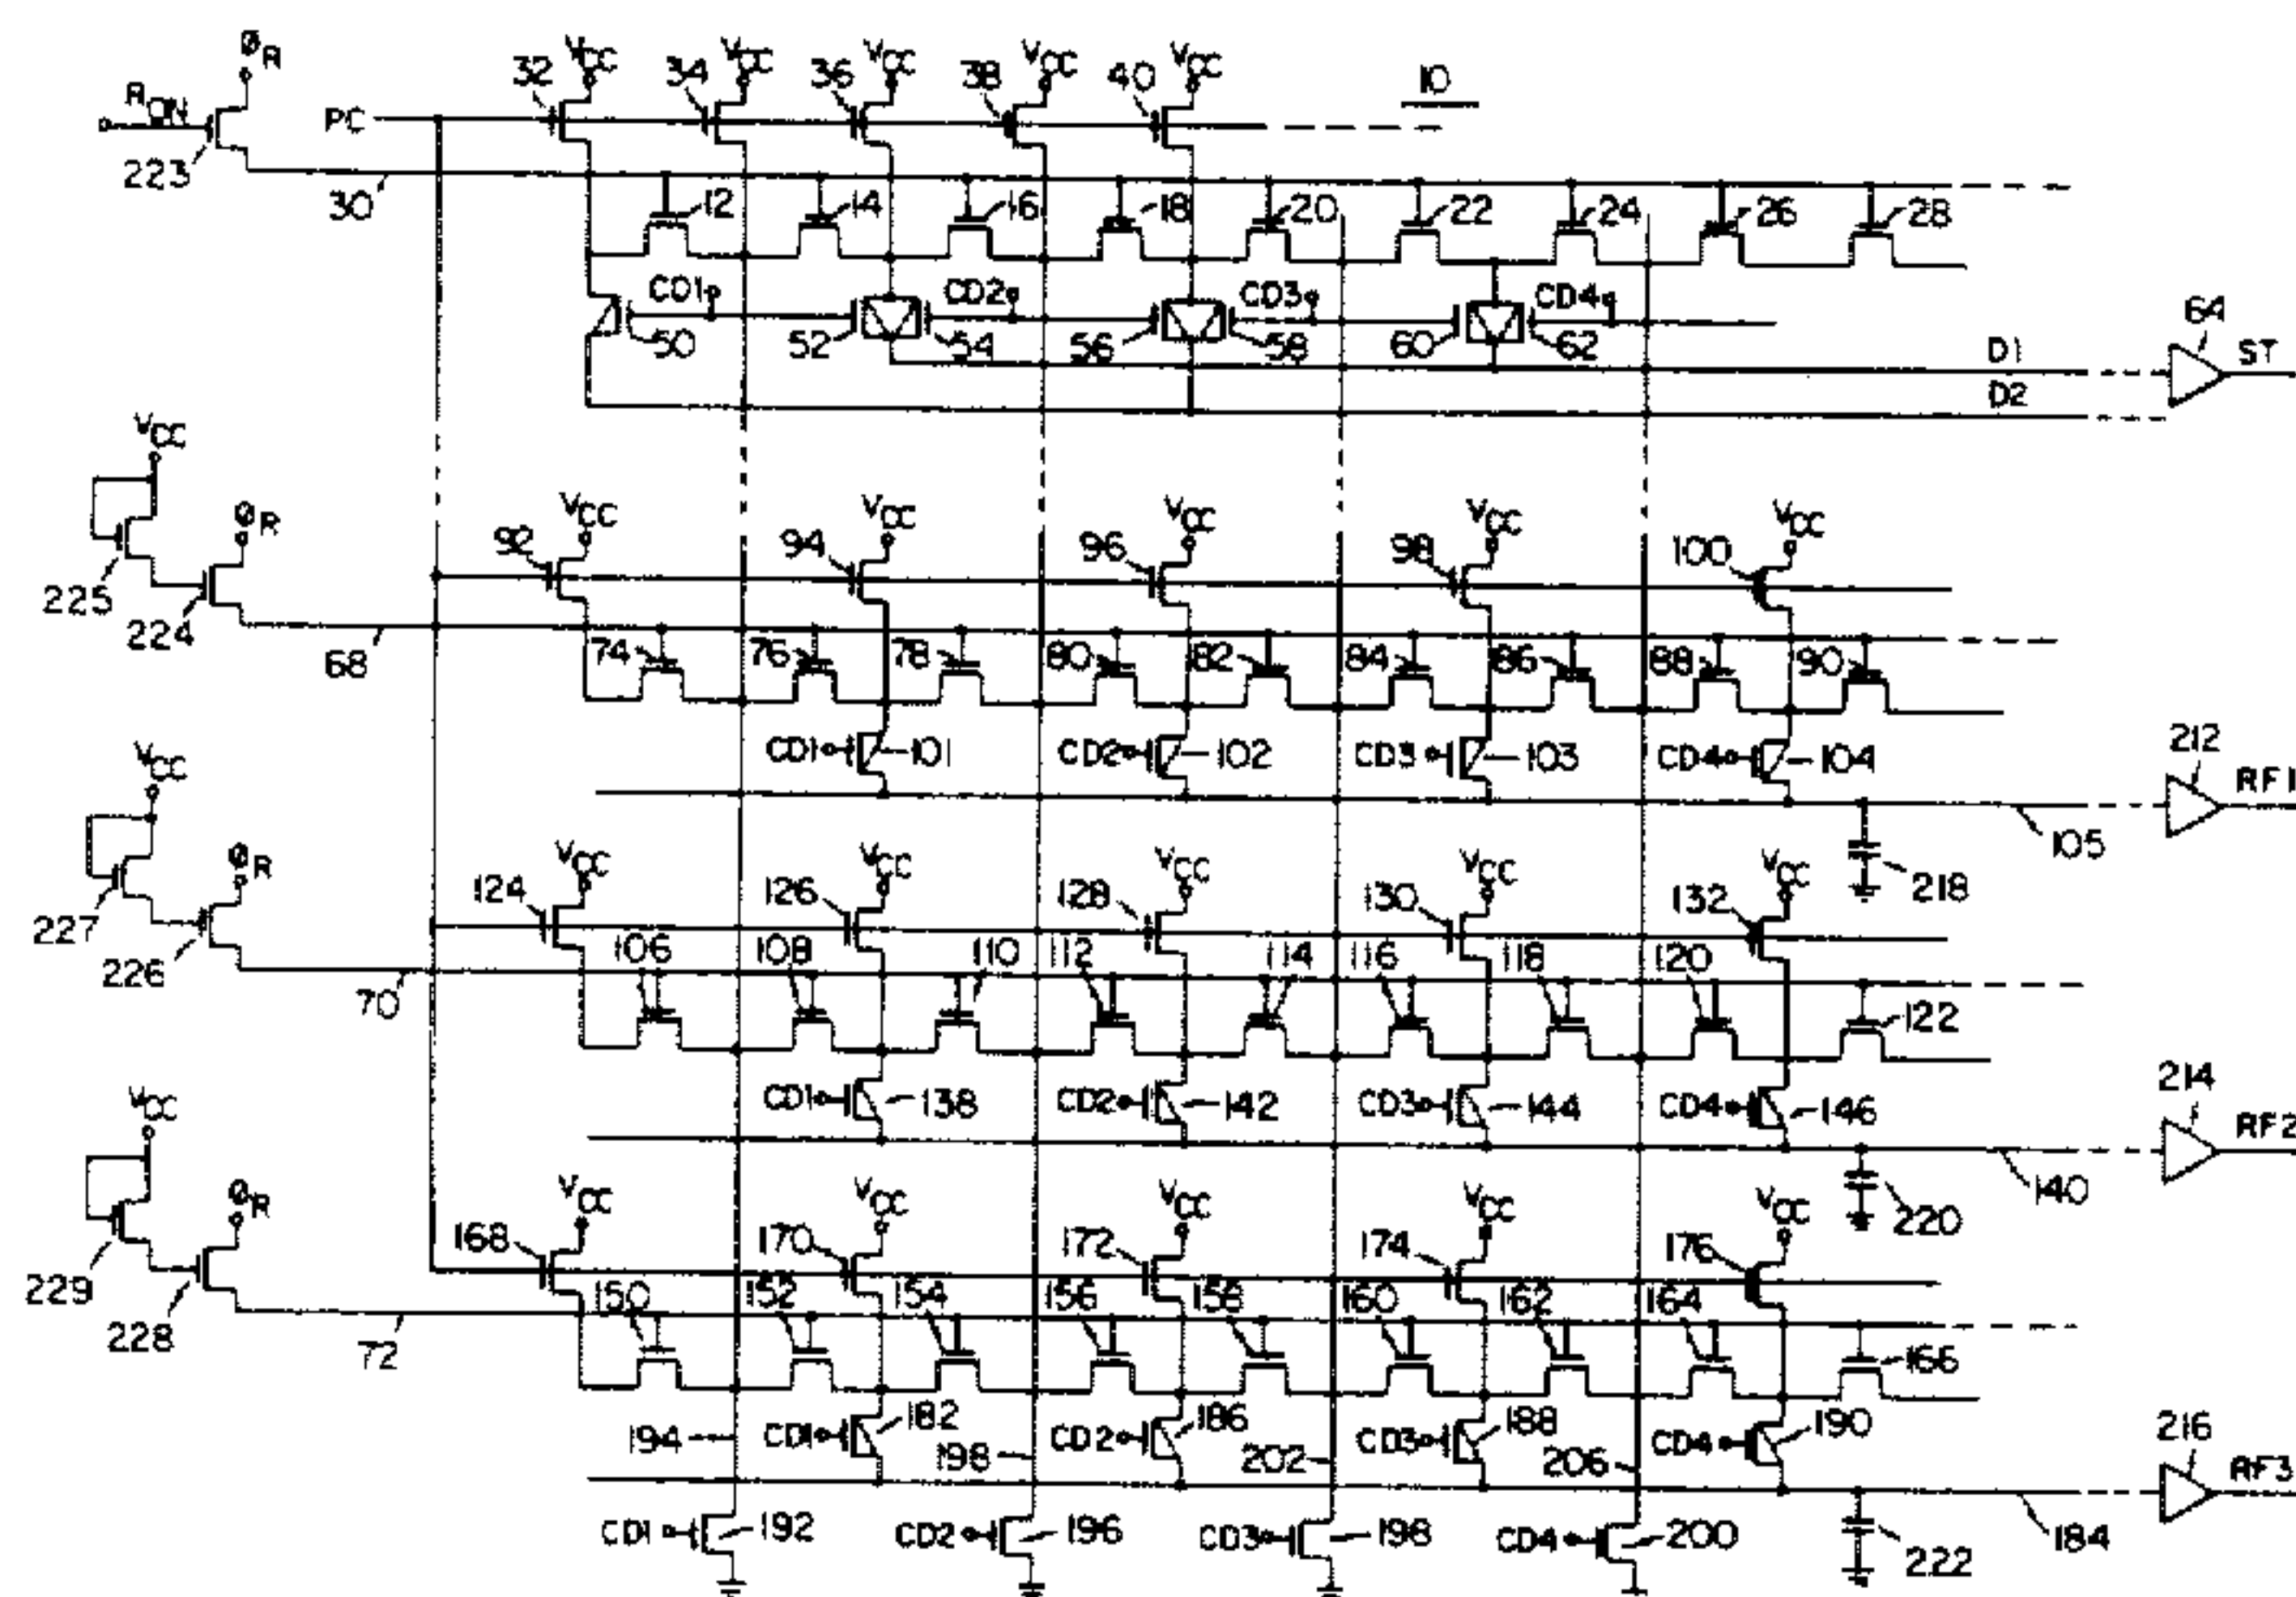 ØR VCC VCC VCC VCC VCC
32 34 36 38 40 10
RON PC
223 30 12 14 16 18 20 22 24 26 28
CD1 CD2 CD3 CD4
50 52 54 56 58 60 62 64
D1 ST
D2
VCC
ØR VCC VCC VCC VCC VCC
92 94 96 98 100
225 224
68 74 76 78 80 82 84 86 88 90
CD1 101 CD2 102 CD3 103 CD4 104 212
VCC RF1
105
VCC VCC VCC VCC VCC
ØR 218
124 126 128 130 132
227 226 106 108 110 112 114 116 118 120
70 122
CD1 138 CD2 142 CD3 144 CD4 146 214
VCC RF2
140
VCC VCC VCC VCC VCC
ØR 220
168 170 172 174 176
229 228 150 152 154 156 158 160 162 164
72 166
194 CD1 182 198 CD2 186 202 CD3 188 206 CD4 190 216
RF3
CD1 192 CD2 196 CD3 198 CD4 200 184
222